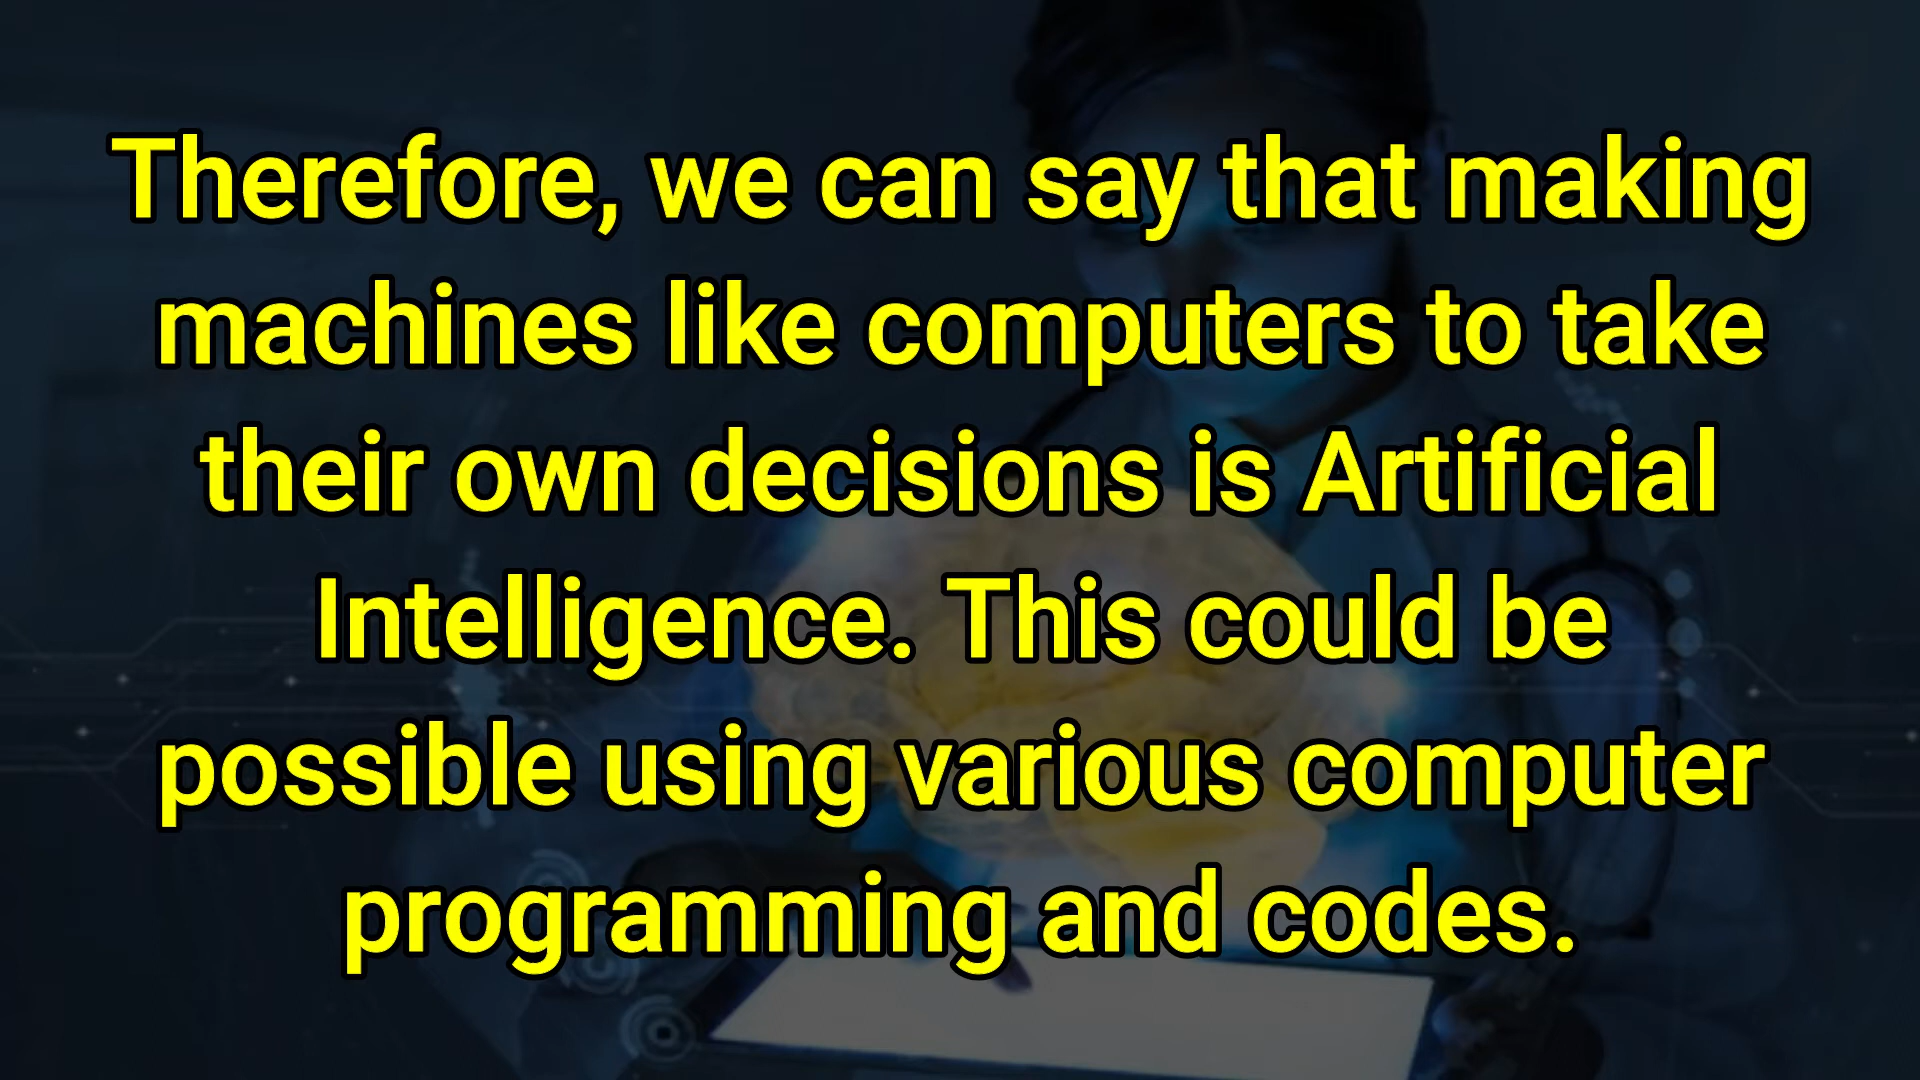 Therefore, we can say that making
machines like computers to take
their own decisions is Artificial
Intelligence. This could be
possible using various computer
programming and codes.